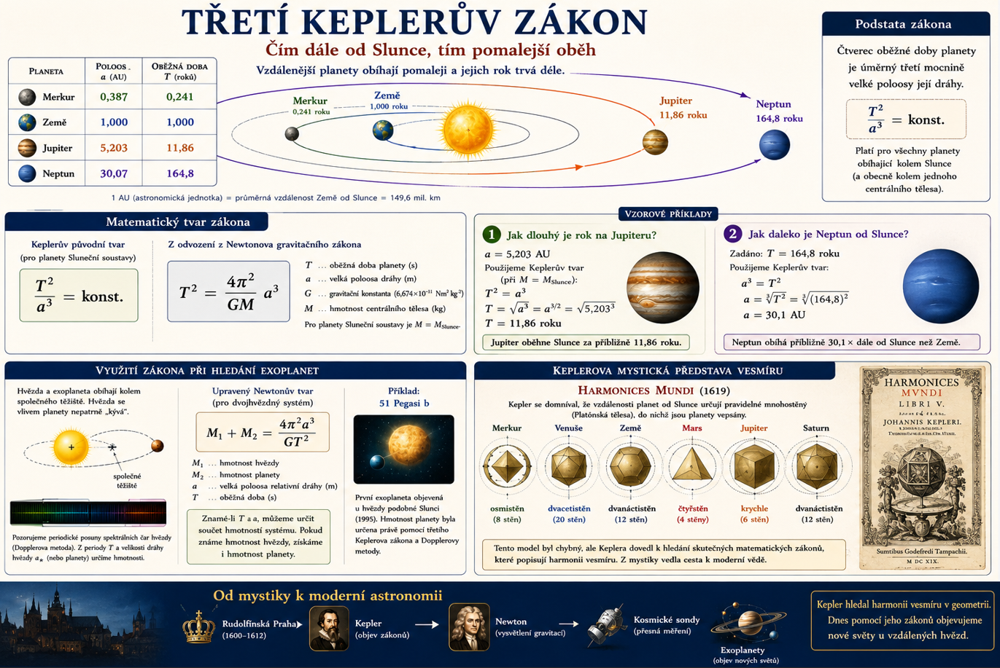 TŘETÍ KEPLERŮV ZÁKON
Čím dále od Slunce, tím pomalejší oběh
Vzdálenější planety obíhají pomaleji a jejich rok trvá déle.
PLANETA POLOOS. a (AU) OBĚŽNÁ DOBA T (roků)
Merkur 0,387 0,241
Země 1,000 1,000
Jupiter 5,203 11,86
Neptun 30,07 164,8
Merkur
0,241 roku
Země
1,000 roku
Jupiter
11,86 roku
Neptun
164,8 roku
1 AU (astronomická jednotka) = průměrná vzdálenost Země od Slunce = 149,6 mil. km
Podstata zákona
Čtverec oběžné doby planety
je úměrný třetí mocnině
velké poloosy její dráhy.
T²/a³ = konst.
Platí pro všechny planety
obíhajicí kolem Slunce
(a obecně kolem jednoho
centrálního tělesa).
Matematický tvar zákona
Keplerův původní tvar
(pro planety Sluneční soustavy)
T²/a³ = konst.
Z odvození z Newtonova gravitačního zákona
T² = 4π²/GM a³
T ... oběžná doba planety (s)
a ... velká poloosa dráhy (m)
G ... gravitační konstanta (6,674×10⁻¹¹ Nm² kg²)
M ... hmotnost centrálního tělesa (kg)
Pro planety Sluneční soustavy je M = M_Slunce.
VZOROVÉ PŘÍKLADY
1 Jak dlouhý je rok na Jupiteru?
a = 5,203 AU
Použijeme Keplerův tvar
(při M = M_Slunce):
T² = a³
T = √a³ = a^3/2 = √5,203³
T = 11,86 roku
Jupiter oběhne Slunce za příbližně 11,86 roku.
2 Jak daleko je Neptun od Slunce?
Zadáno: T = 164,8 roku
Použijeme Keplerův tvar:
a³ = T²
a = ∛T² = ∛(164,8)²
a = 30,1 AU
Neptun obíhá příbližně 30,1 × dále od Slunce než Země.
VYUŽITÍ ZÁKONA PŘI HLEDÁNÍ EXOPLANET
Hvězda a exoplaneta obíhají kolem
společného těžiště. Hvězda se
vlivem planety nepatrně „kývá“.
společné
těžiště
Pozorujeme periodické posuny spektrálních čar hvězdy
(Dopplerova metoda). Z periody T a velikosti dráhy
hvězdy a⋆ (nebo planety) určíme hmotnosti.
Upravený Newtonův tvar
(pro dvojhvězdný systém)
M₁ + M₂ = 4π²a³/GT²
M₁ ... hmotnost hvězdy
M₂ ... hmotnost planety
a ... velká poloosa relativní dráhy (m)
T ... oběžná doba (s)
Známé-li T a a, můžeme určit
součet hmotností systému. Pokud
známe hmotnost hvězdy, získáme
i hmotnost planety.
Příklad:
51 Pegasi b
První exoplaneta objevená
u hvězdy podobné Slunci
(1995). Hmotnost planety byla
určena právě pomocí třetího
Keplerova zákona a Dopplerovy
metody.
KEPLEROVA MYSTICKÁ PŘEDSTAVA VESMÍRU
HARMONICES MUNDI (1619)
Kepler se domníval, že vzdálenosti planet od Slunce určují pravidelné mnohostěny
(Platónská tělesa), do nichž jsou planety vepsány.
Merkur Venuše Země Mars Jupiter Saturn
osmistěn dvacetistěn dvanáctistěn čtyřstěn krychle dvanáctistěn
(8 stěn) (20 stěn) (12 stěn) (4 stěny) (6 stěn) (12 stěn)
Tento model byl chybný, ale Keplera dovedl k hledání skutečných matematických zákonů,
které popisují harmonii vesmíru. Z mystiky vedla cesta k moderní vědě.
HARMONICES
MVNDI
LIBRI V.
JOHANNIS KEPLERI.
Sumtibus Godefredi Tampachii.
M DC XIX.
Od mystiky k moderní astronomii
Rudolfínská Praha
(1600–1612)
Kepler
(objev zákonů)
Newton
(vysvětlení gravitací)
Kosmické sondy
(přesná měření)
Exoplanety
(objev nových světů)
Kepler hledal harmonii vesmíru v geometrii.
Dnes pomocí jeho zákonů objevujeme
nové světy u vzdálených hvězd.